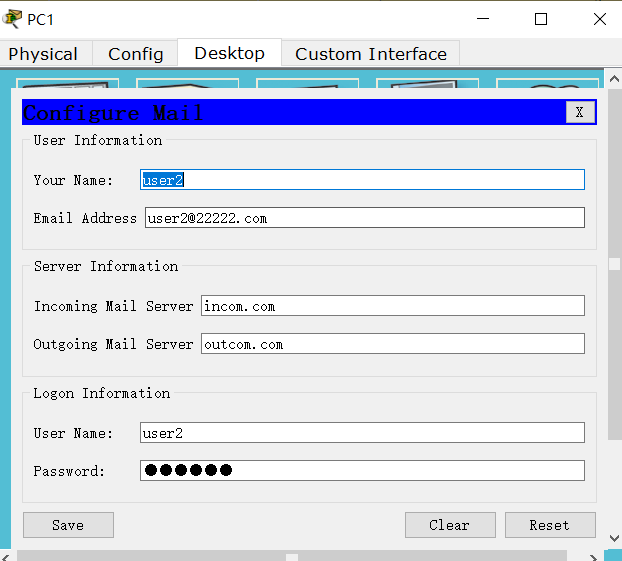 PC1
Physical Config Desktop Custom Interface
Configure Mail X
User Information
Your Name: user2
Email Address user2@22222.com
Server Information
Incoming Mail Server incom.com
Outgoing Mail Server outcom.com
Logon Information
User Name: user2
Password: ●●●●●●
Save Clear Reset